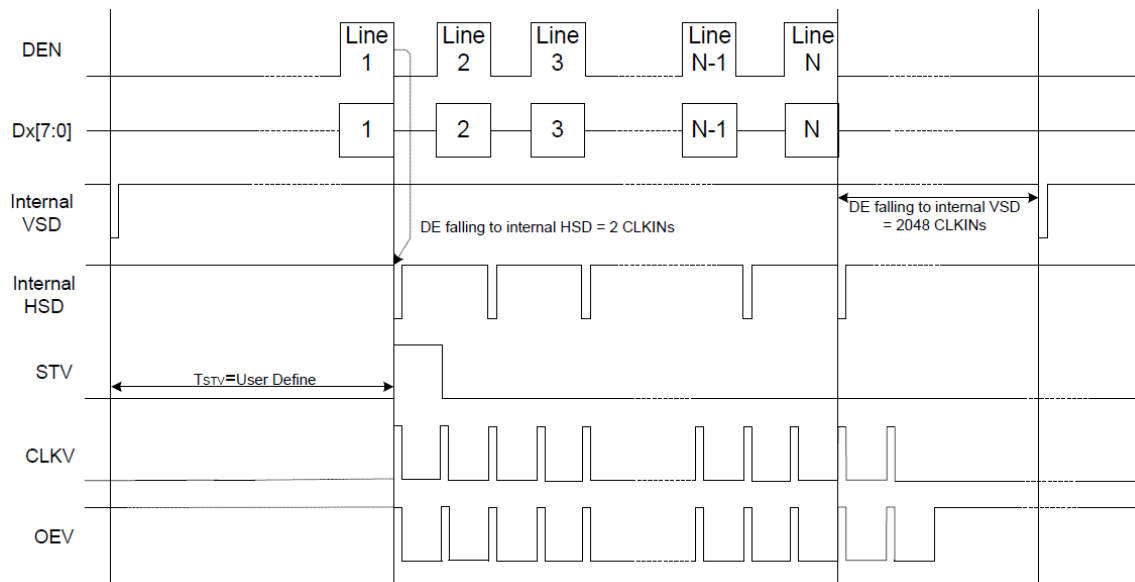 DEN
Line
1
Line
2
Line
3
Line
N-1
Line
N
Dx[7:0]
1
2
3
N-1
N
Internal
VSD
DE falling to internal HSD = 2 CLKINs
DE falling to internal VSD
= 2048 CLKINs
Internal
HSD
STV
TSTV=User Define
CLKV
OEV